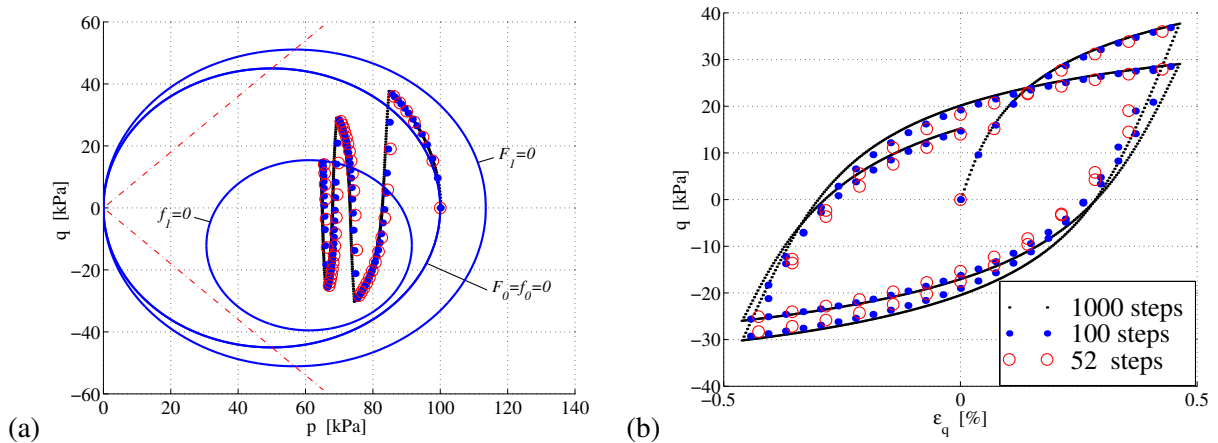 60
40
20
0
−20
−40
−60
q [kPa]
0 20 40 60 80 100 120 140
p [kPa]
F1=0
f1=0
F0=f0=0
(a)
40
30
20
10
0
−10
−20
−30
−40
q [kPa]
−0.5 0 0.5
εq [%]
1000 steps
100 steps
52 steps
(b)